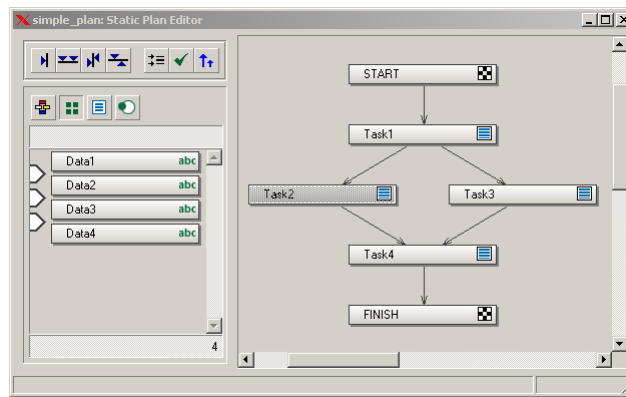 simple_plan: Static Plan Editor
START
Task1
Task2
Task3
Task4
FINISH
Data1 abc
Data2 abc
Data3 abc
Data4 abc
4